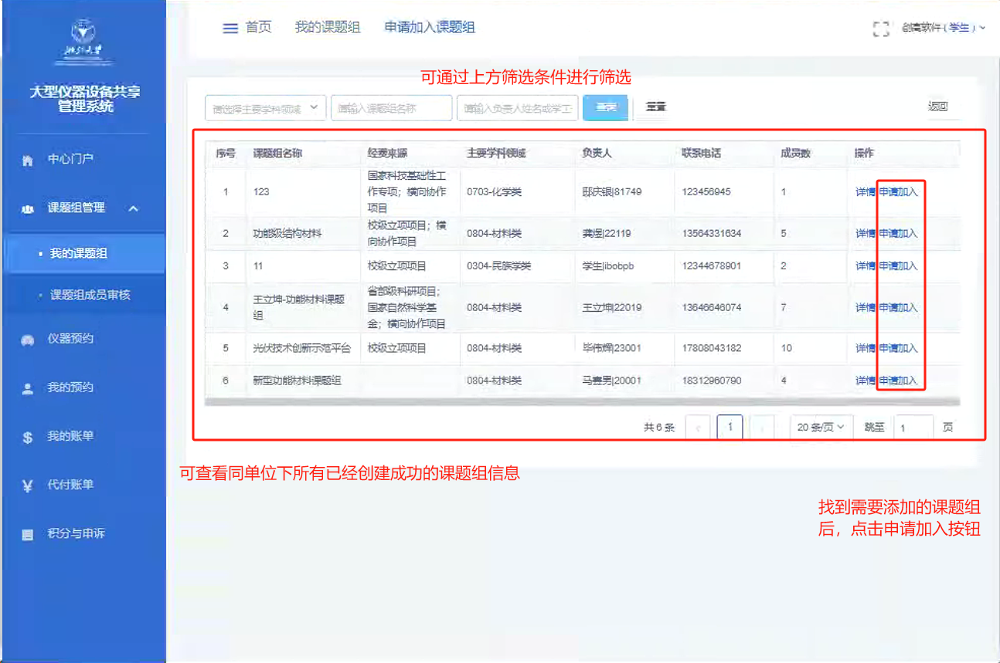 首页 我的课题组 申请加入课题组
创高软件 ( 学生 )
大型仪器设备共享
管理系统
中心门户
课题组管理
我的课题组
课题组成员审核
仪器预约
我的预约
我的账单
代付账单
积分与申诉
可通过上方筛选条件进行筛选
请选择主要学科领域 请输入课题组名称 请输入负责人姓名或学工 查询 重置 返回
序号 课题组名称 经费来源 主要学科领域 负责人 联系电话 成员数 操作
国家科技基础性工
1 123 作专项；横向协作 0703-化学类 邸庆银|81749 123456945 1 详情 申请加入
项目
校级立项项目；横
2 功能级结构材料 0804-材料类 龚煜|22119 13564331634 5 详情 申请加入
向协作项目
3 11 校级立项项目 0304-民族学类 学生|ibobpb 12344678901 2 详情 申请加入
省部级科研项目；
王立坤-功能材料课题
4 国家自然科学基 0804-材料类 王立坤|22019 13646646074 7 详情 申请加入
组
金；横向协作项目
5 光伏技术创新示范平台 校级立项项目 0804-材料类 毕伟辉|23001 17808043182 10 详情 申请加入
6 新型功能材料课题组 0804-材料类 马喜男|20001 18312960790 4 详情 申请加入
共 6 条 1 20 条/页 跳至 1 页
可查看同单位下所有已经创建成功的课题组信息
找到需要添加的课题组
后，点击申请加入按钮